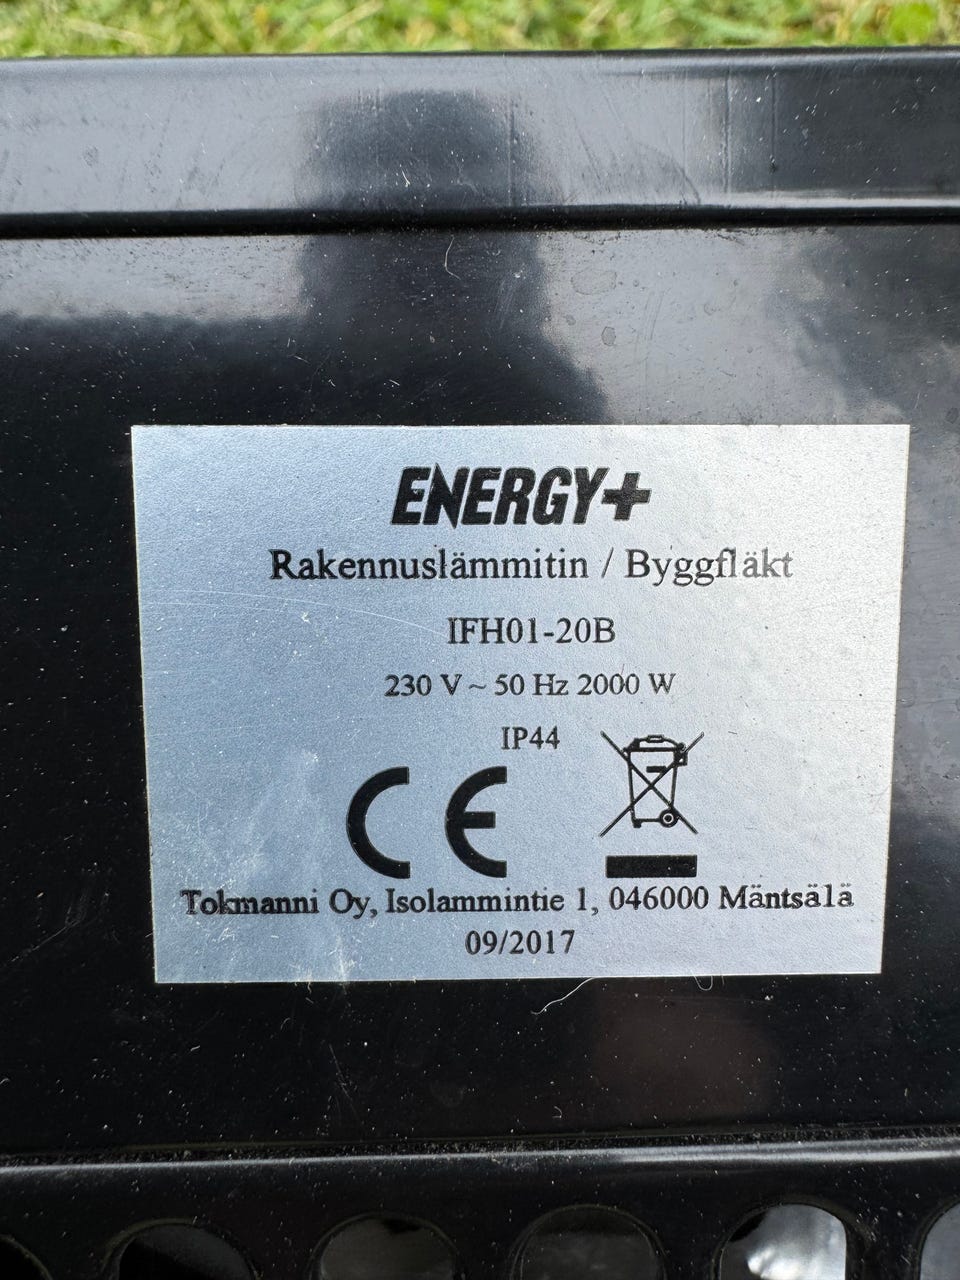 ENERGY+
Rakennuslämmitin / Byggfläkt
IFH01-20B
230 V ~ 50 Hz 2000 W
IP44
CE
Tokmanni Oy, Isolammintie 1, 046000 Mäntsälä
09/2017